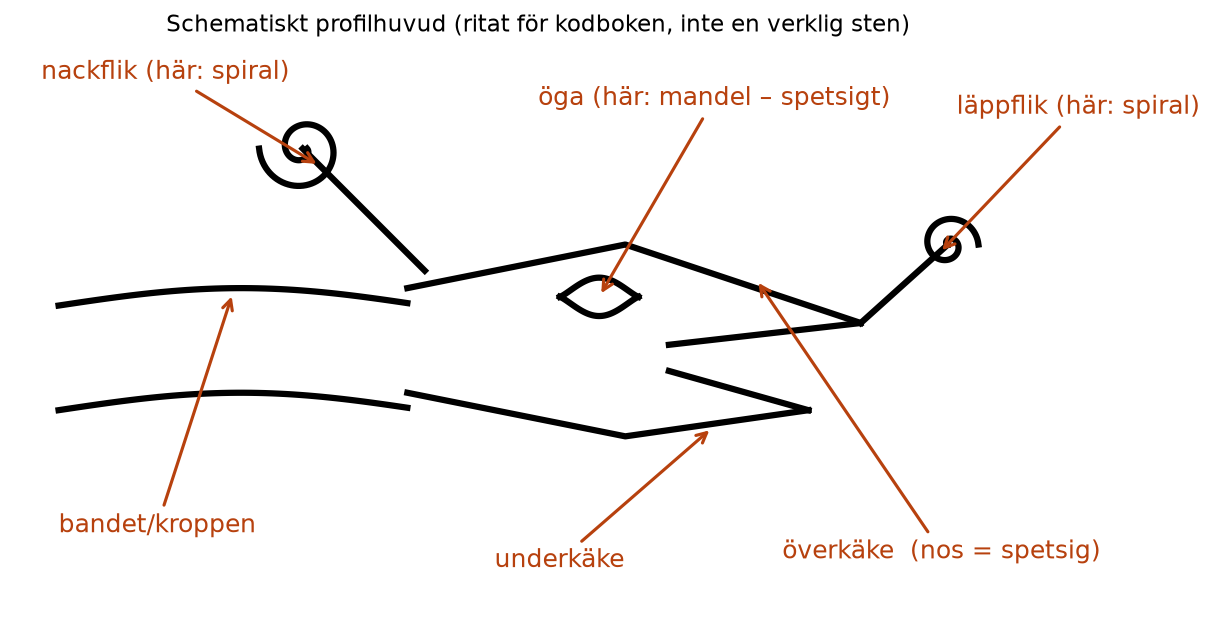 Schematiskt profilhuvud (ritat för kodboken, inte en verklig sten)
nackflik (här: spiral)
öga (här: mandel – spetsigt)
läppflik (här: spiral)
bandet/kroppen
underkäke
överkäke  (nos = spetsig)